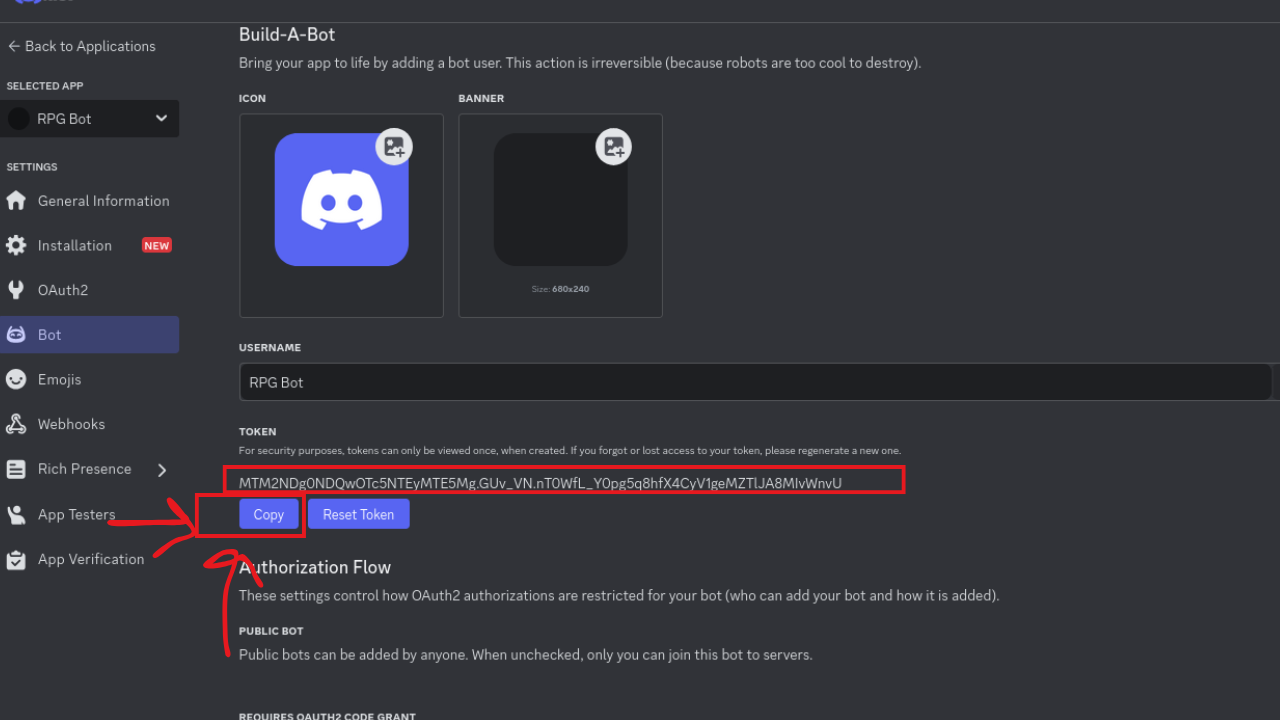 Back to Applications
Build-A-Bot
Bring your app to life by adding a bot user. This action is irreversible (because robots are too cool to destroy).
SELECTED APP
RPG Bot
ICON
BANNER
Size: 680x240
SETTINGS
General Information
Installation NEW
OAuth2
Bot
Emojis
Webhooks
Rich Presence
App Testers
App Verification
USERNAME
RPG Bot
TOKEN
For security purposes, tokens can only be viewed once, when created. If you forgot or lost access to your token, please regenerate a new one.
Copy
Reset Token
Authorization Flow
These settings control how OAuth2 authorizations are restricted for your bot (who can add your bot and how it is added).
PUBLIC BOT
Public bots can be added by anyone. When unchecked, only you can join this bot to servers.
REQUIRES OAUTH2 CODE GRANT